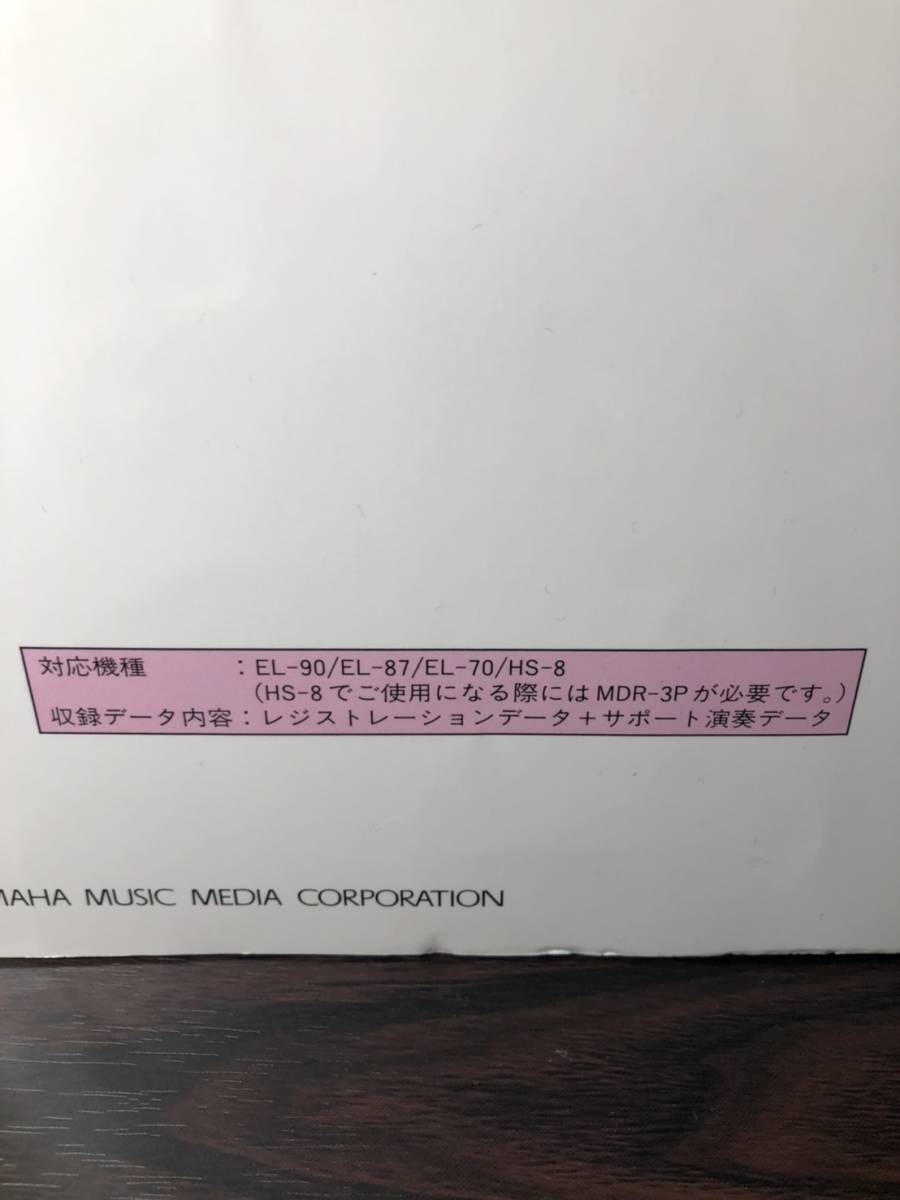 対応機種　　　：EL-90/EL-87/EL-70/HS-8
（HS-8でご使用になる際にはMDR-3Pが必要です。）
収録データ内容：レジストレーションデータ＋サポート演奏データ
MAHA MUSIC MEDIA CORPORATION